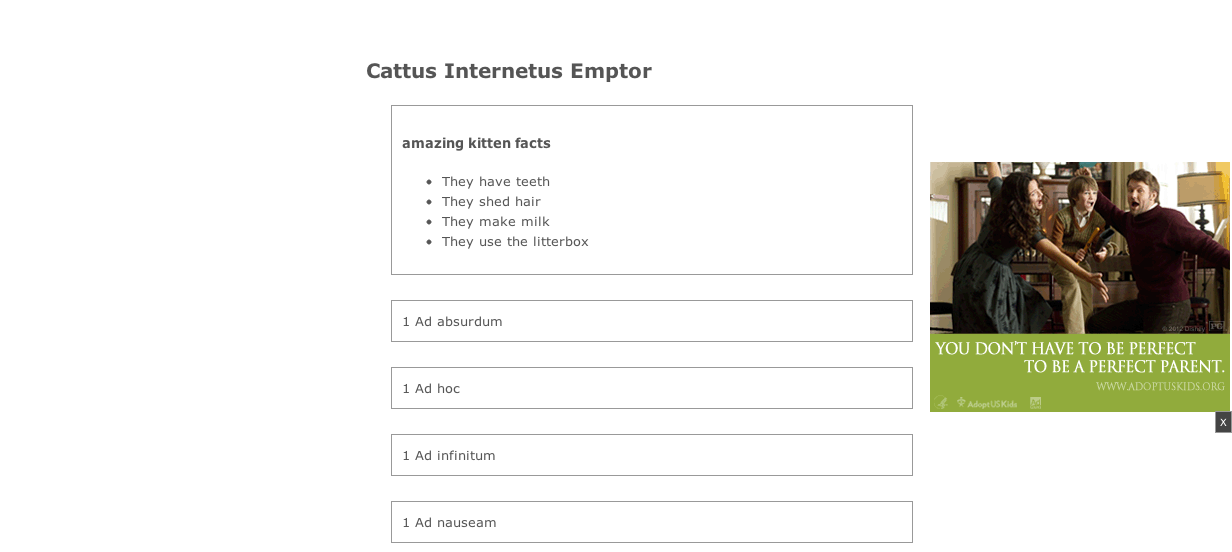 Cattus Internetus Emptor
amazing kitten facts
They have teeth
They shed hair
They make milk
They use the litterbox
1 Ad absurdum
1 Ad hoc
1 Ad infinitum
1 Ad nauseam
© 2012 Disney
YOU DON'T HAVE TO BE PERFECT
TO BE A PERFECT PARENT.
WWW.ADOPTUSKIDS.ORG
AdoptUSKids
X